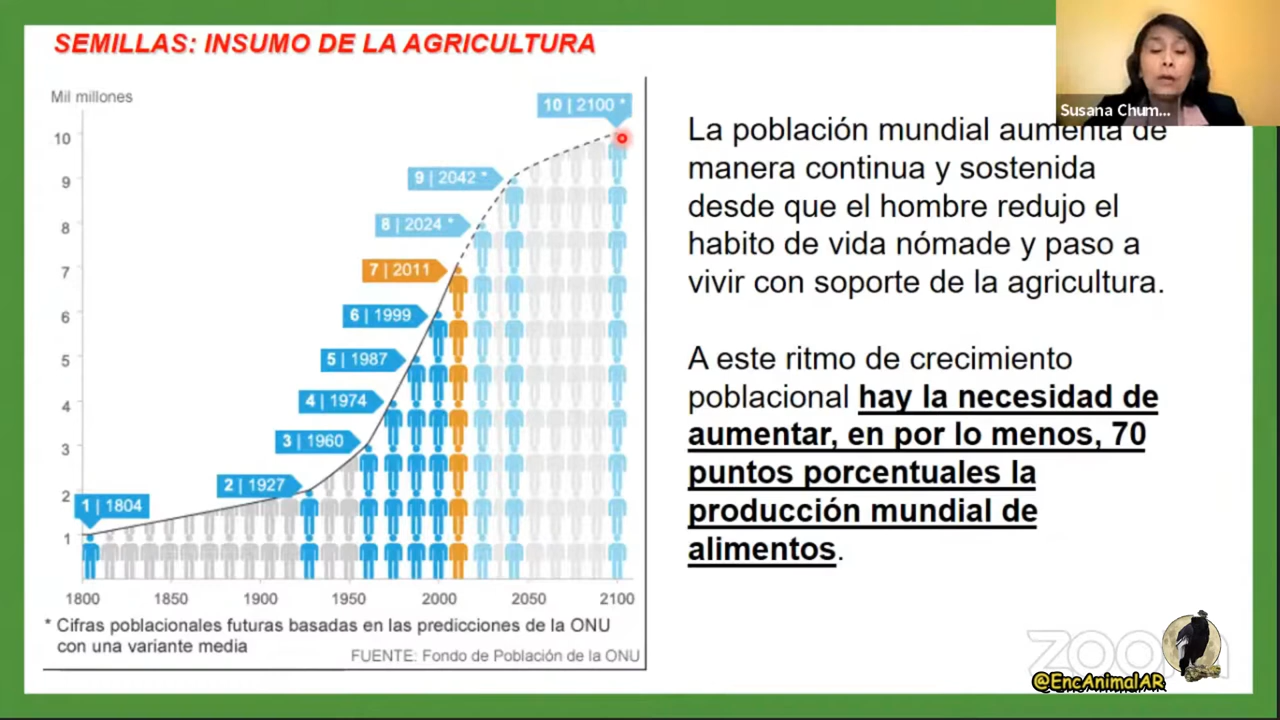 SEMILLAS: INSUMO DE LA AGRICULTURA
Mil millones
10 | 2100 *
10
9 | 2042 *
9
8 | 2024 *
8
7 | 2011
7
6 | 1999
6
5 | 1987
5
4 | 1974
4
3 | 1960
3
2 | 1927
2
1 | 1804
1
1800 1850 1900 1950 2000 2050 2100
* Cifras poblacionales futuras basadas en las predicciones de la ONU
con una variante media
FUENTE: Fondo de Población de la ONU
Susana Chum...
La población mundial aumenta de
manera continua y sostenida
desde que el hombre redujo el
habito de vida nómade y paso a
vivir con soporte de la agricultura.
A este ritmo de crecimiento
poblacional hay la necesidad de
aumentar, en por lo menos, 70
puntos porcentuales la
producción mundial de
alimentos.
zoom
@EncAnimalAR